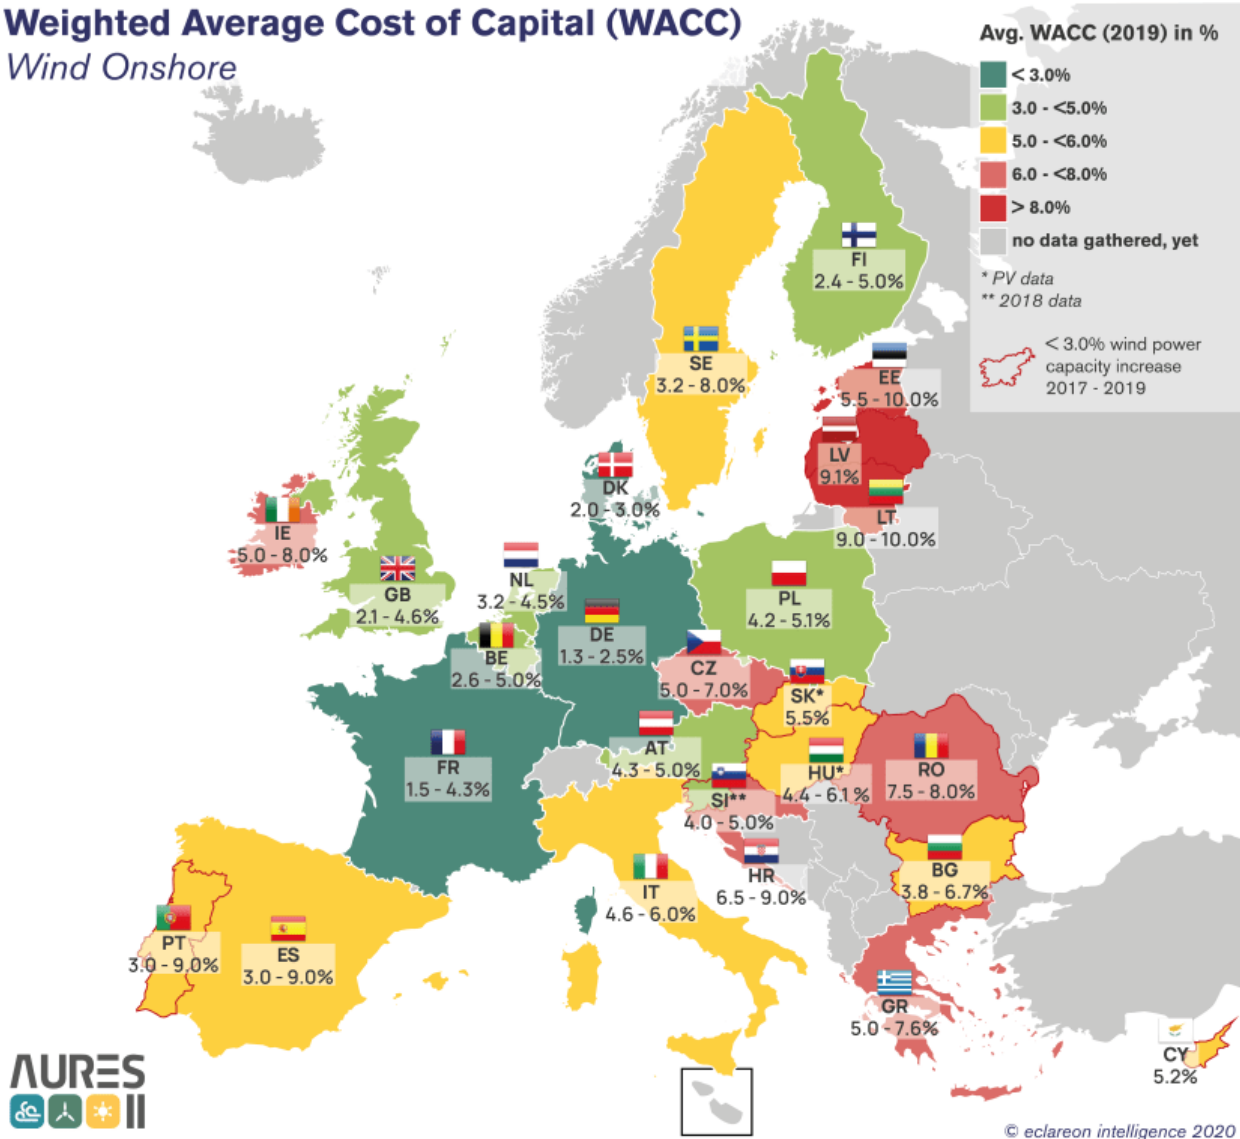 Weighted Average Cost of Capital (WACC)
Wind Onshore
Avg. WACC (2019) in %
< 3.0%
3.0 - <5.0%
5.0 - <6.0%
6.0 - <8.0%
> 8.0%
no data gathered, yet
* PV data
** 2018 data
< 3.0% wind power
capacity increase
2017 - 2019
FI
2.4 - 5.0%
SE
3.2 - 8.0%
EE
5.5 - 10.0%
LV
9.1%
LT
9.0 - 10.0%
DK
2.0 - 3.0%
IE
5.0 - 8.0%
GB
2.1 - 4.6%
NL
3.2 - 4.5%
DE
1.3 - 2.5%
PL
4.2 - 5.1%
BE
2.6 - 5.0%
CZ
5.0 - 7.0%
SK*
5.5%
FR
1.5 - 4.3%
AT
4.3 - 5.0%
HU*
4.4 - 6.1 %
RO
7.5 - 8.0%
SI**
4.0 - 5.0%
HR
6.5 - 9.0%
BG
3.8 - 6.7%
IT
4.6 - 6.0%
PT
3.0 - 9.0%
ES
3.0 - 9.0%
GR
5.0 - 7.6%
CY
5.2%
AURES
II
© eclareon intelligence 2020